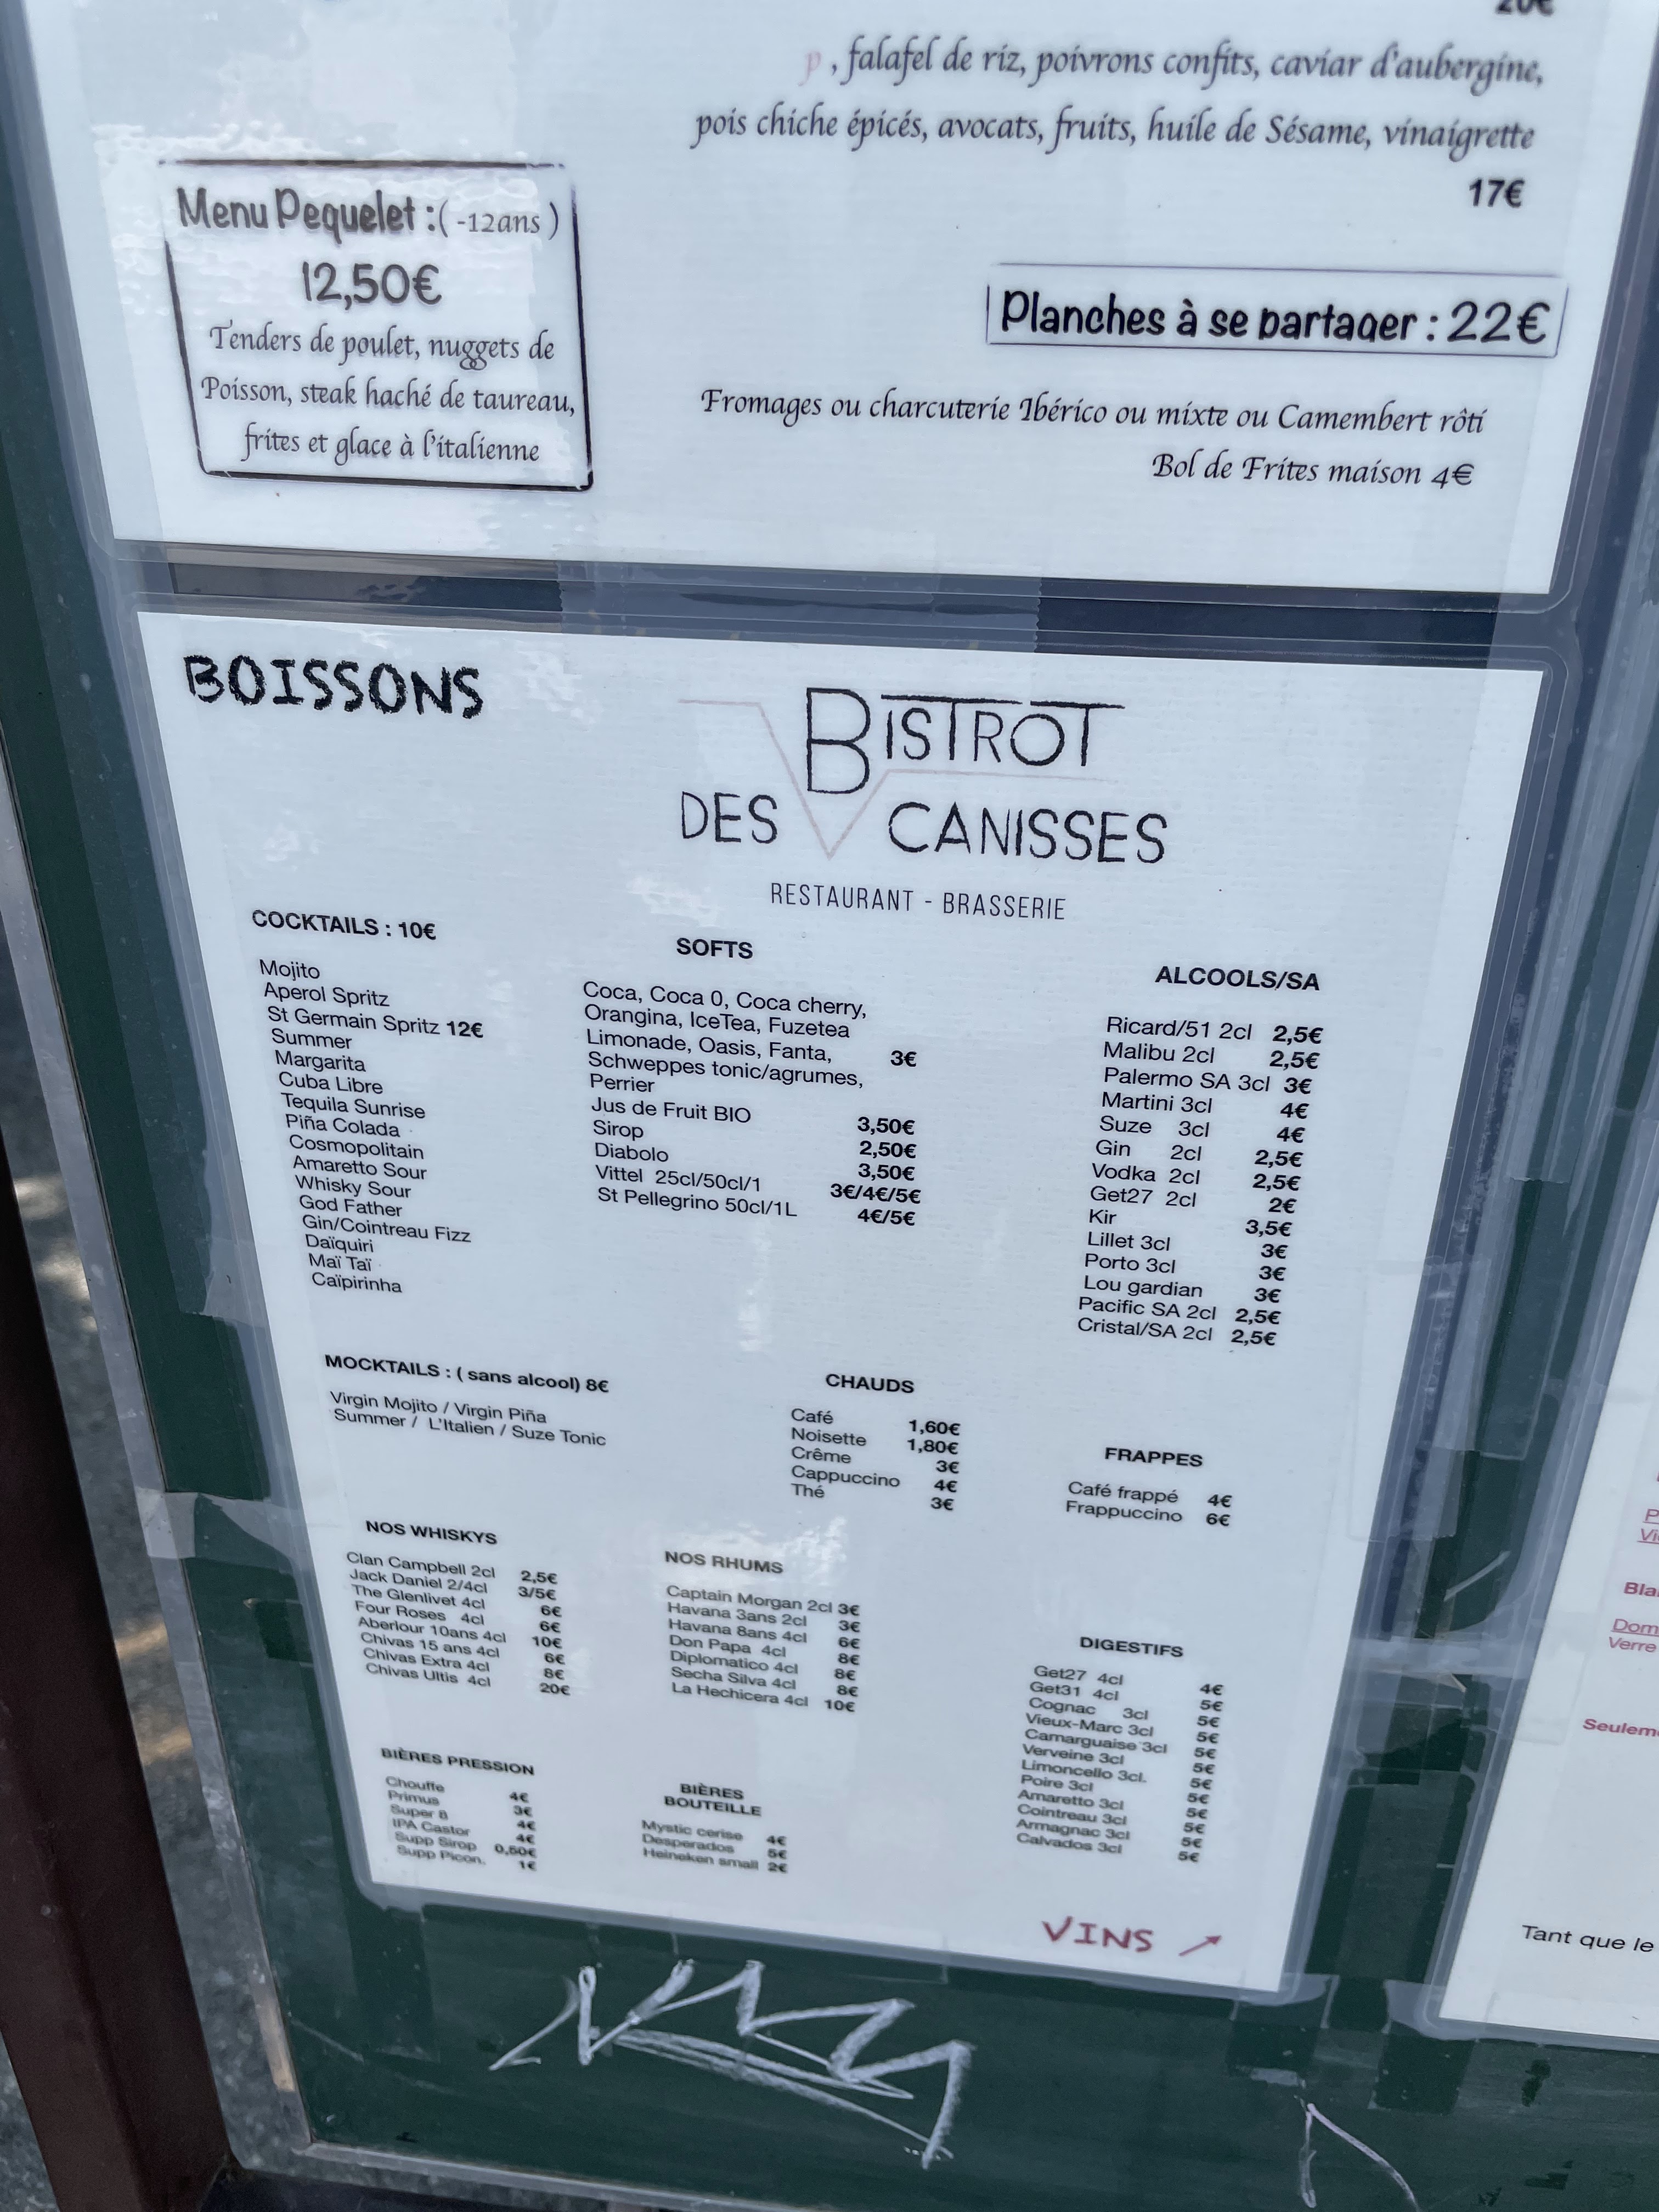 20€
p , falafel de riz, poivrons confits, caviar d'aubergine,
pois chiche épicés, avocats, fruits, huile de Sésame, vinaigrette
17€
Menu Pequelet :( -12ans )
12,50€
Tenders de poulet, nuggets de
Poisson, steak haché de taureau,
frites et glace à l'italienne
Planches à se partager : 22€
Fromages ou charcuterie Ibérico ou mixte ou Camembert rôti
Bol de Frites maison 4€
BOISSONS
BISTROT
DES CANISSES
RESTAURANT - BRASSERIE
COCKTAILS : 10€
Mojito
Aperol Spritz
St Germain Spritz 12€
Summer
Margarita
Cuba Libre
Tequila Sunrise
Piña Colada
Cosmopolitain
Amaretto Sour
Whisky Sour
God Father
Gin/Cointreau Fizz
Daïquiri
Maï Taï
Caïpirinha
SOFTS
Coca, Coca 0, Coca cherry,
Orangina, IceTea, Fuzetea
Limonade, Oasis, Fanta, 3€
Schweppes tonic/agrumes,
Perrier
Jus de Fruit BIO 3,50€
Sirop 2,50€
Diabolo 3,50€
Vittel 25cl/50cl/1 3€/4€/5€
St Pellegrino 50cl/1L 4€/5€
ALCOOLS/SA
Ricard/51 2cl 2,5€
Malibu 2cl 2,5€
Palermo SA 3cl 3€
Martini 3cl 4€
Suze 3cl 4€
Gin 2cl 2,5€
Vodka 2cl 2,5€
Get27 2cl 2€
Kir 3,5€
Lillet 3cl 3€
Porto 3cl 3€
Lou gardian 3€
Pacific SA 2cl 2,5€
Cristal/SA 2cl 2,5€
MOCKTAILS : ( sans alcool) 8€
Virgin Mojito / Virgin Piña
Summer / L'Italien / Suze Tonic
CHAUDS
Café 1,60€
Noisette 1,80€
Crême 3€
Cappuccino 4€
Thé 3€
FRAPPES
Café frappé 4€
Frappuccino 6€
NOS WHISKYS
Clan Campbell 2cl 2,5€
Jack Daniel 2/4cl 3/5€
The Glenlivet 4cl 6€
Four Roses 4cl 6€
Aberlour 10ans 4cl 10€
Chivas 15 ans 4cl 6€
Chivas Extra 4cl 8€
Chivas Ultis 4cl 20€
NOS RHUMS
Captain Morgan 2cl 3€
Havana 3ans 2cl 3€
Havana 8ans 4cl 6€
Don Papa 4cl 8€
Diplomatico 4cl 8€
Secha Silva 4cl 8€
La Hechicera 4cl 10€
DIGESTIFS
Get27 4cl 4€
Get31 4cl 5€
Cognac 3cl 5€
Vieux-Marc 3cl 5€
Camarguaise 3cl 5€
Verveine 3cl 5€
Limoncello 3cl. 5€
Poire 3cl 5€
Amaretto 3cl 5€
Cointreau 3cl 5€
Armagnac 3cl 5€
Calvados 3cl 5€
BIÈRES PRESSION
Chouffe 4€
Primus 3€
Super 8 4€
IPA Castor 4€
Supp Sirop 0,50€
Supp Picon. 1€
BIÈRES
BOUTEILLE
Mystic cerise 4€
Desperados 5€
Heineken small 2€
VINS
P
Vi
Bla
Dom
Verre
Seulem
Tant que le